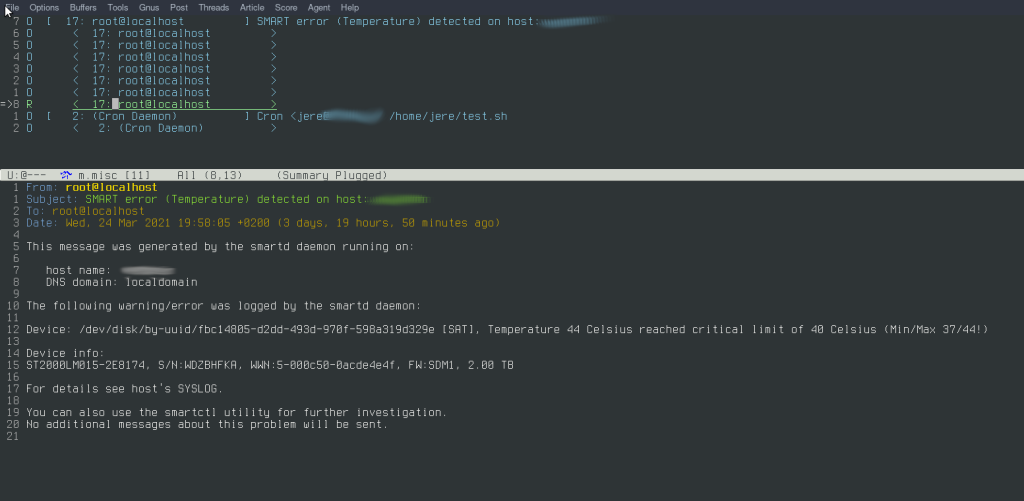 File Options Buffers Tools Gnus Post Threads Article Score Agent Help
7 O [ 17: root@localhost ] SMART error (Temperature) detected on host:
6 O < 17: root@localhost >
5 O < 17: root@localhost >
4 O < 17: root@localhost >
3 O < 17: root@localhost >
2 O < 17: root@localhost >
1 O < 17: root@localhost >
=>8 R < 17: root@localhost >
1 O [ 2: (Cron Daemon) ] Cron <jere /home/jere/test.sh
2 O < 2: (Cron Daemon) >
U:@--- m.misc [11] All (8,13) (Summary Plugged)
1 From: root@localhost
1 Subject: SMART error (Temperature) detected on host:
2 To: root@localhost
3 Date: Wed, 24 Mar 2021 19:58:05 +0200 (3 days, 19 hours, 50 minutes ago)
4
5 This message was generated by the smartd daemon running on:
6
7 host name:
8 DNS domain: localdomain
9
10 The following warning/error was logged by the smartd daemon:
11
12 Device: /dev/disk/by-uuid/fbc14805-d2dd-493d-970f-598a319d329e [SAT], Temperature 44 Celsius reached critical limit of 40 Celsius (Min/Max 37/44!)
13
14 Device info:
15 ST2000LM015-2E8174, S/N:WDZBHFKA, WWN:5-000c50-0acde4e4f, FW:SDM1, 2.00 TB
16
17 For details see host's SYSLOG.
18
19 You can also use the smartctl utility for further investigation.
20 No additional messages about this problem will be sent.
21